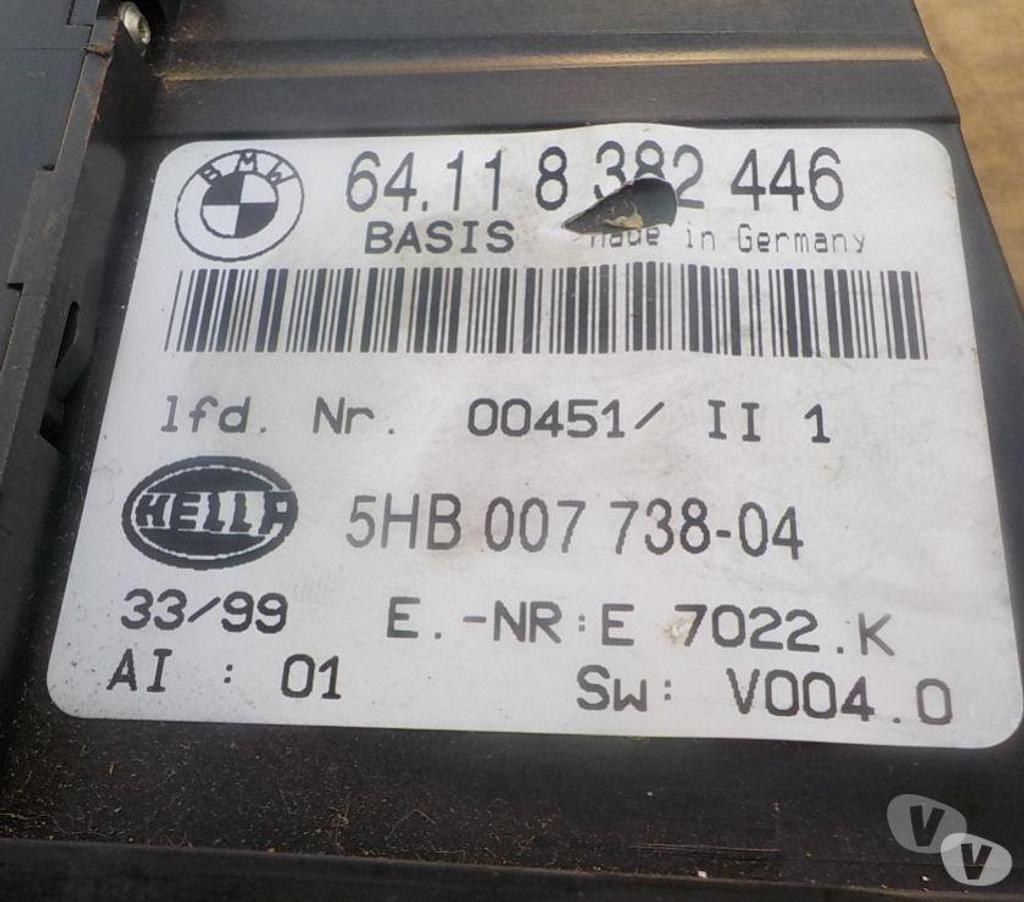 BMW
64.11 8 382 446
BASIS made in Germany
lfd. Nr. 00451/ II 1
HELLA 5HB 007 738-04
33/99 E.-NR:E 7022.K
AI : 01 Sw: V004.0
V V